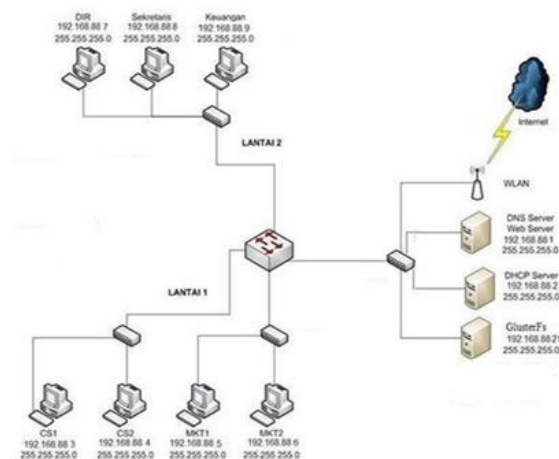 DIR
192.168.88 7
255.255.255.0
Sekretaris
192.168.88 8
255.255.255.0
Keuangan
192.168.88.9
255.255.255.0
LANTAI 2
Internet
WLAN
DNS Server
Web Server
192.168.88 1
255.255.255.0
DHCP Server
192.168.88.2
255.255.255.0
GlusterFs
192.168.88.21
255.255.255.0
LANTAI 1
CS1
192.168.88 3
255.255.255.0
CS2
192.168.88 4
255.255.255.0
MKT1
192.168.88 5
255.255.255.0
MKT2
192.168.88 6
255.255.255.0